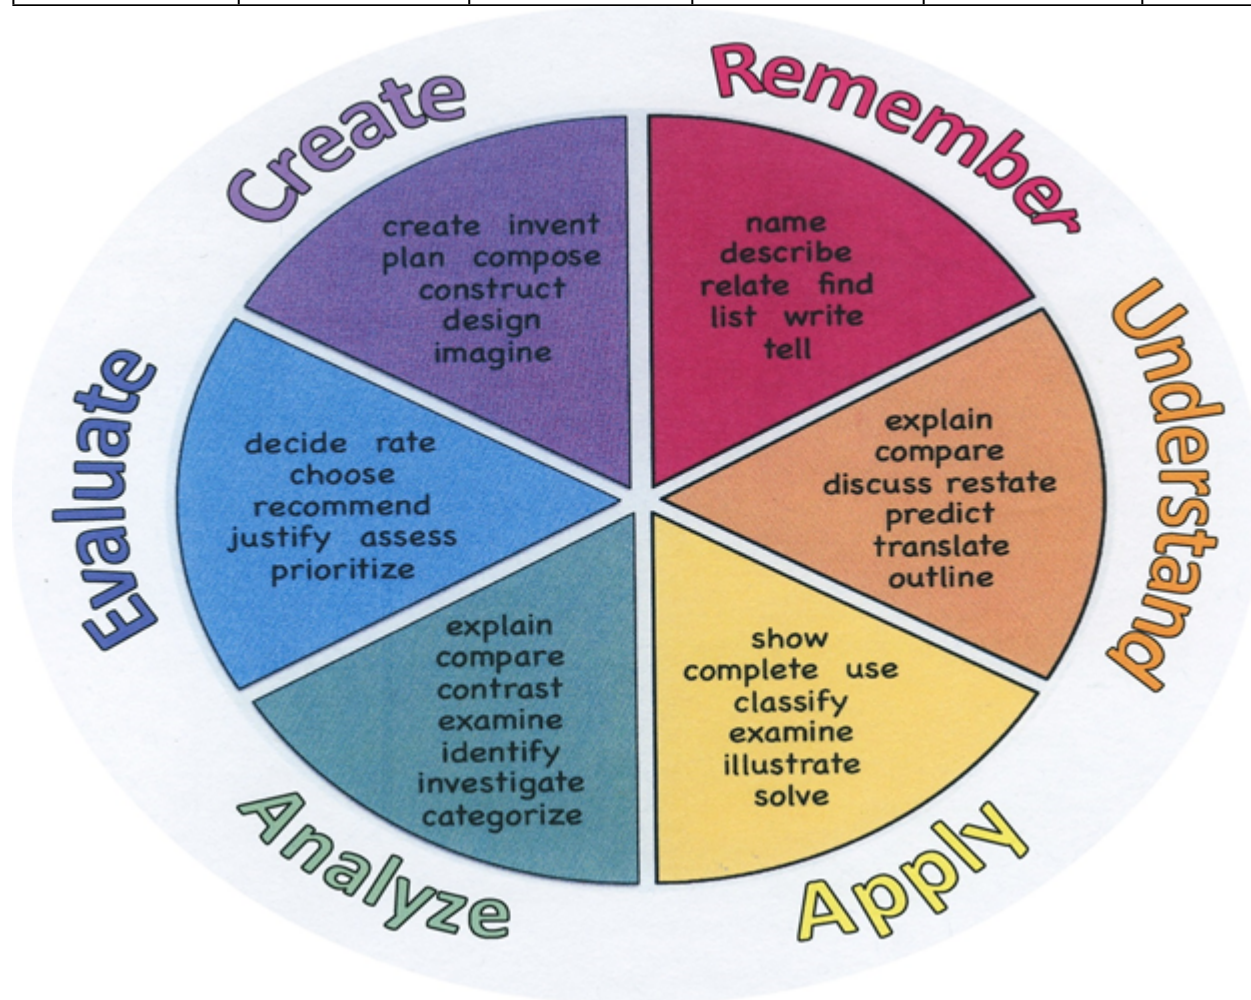 Remember
name
describe
relate find
list write
tell
Understand
explain
compare
discuss restate
predict
translate
outline
Apply
show
complete use
classify
examine
illustrate
solve
Analyze
explain
compare
contrast
examine
identify
investigate
categorize
Evaluate
decide rate
choose
recommend
justify assess
prioritize
Create
create invent
plan compose
construct
design
imagine